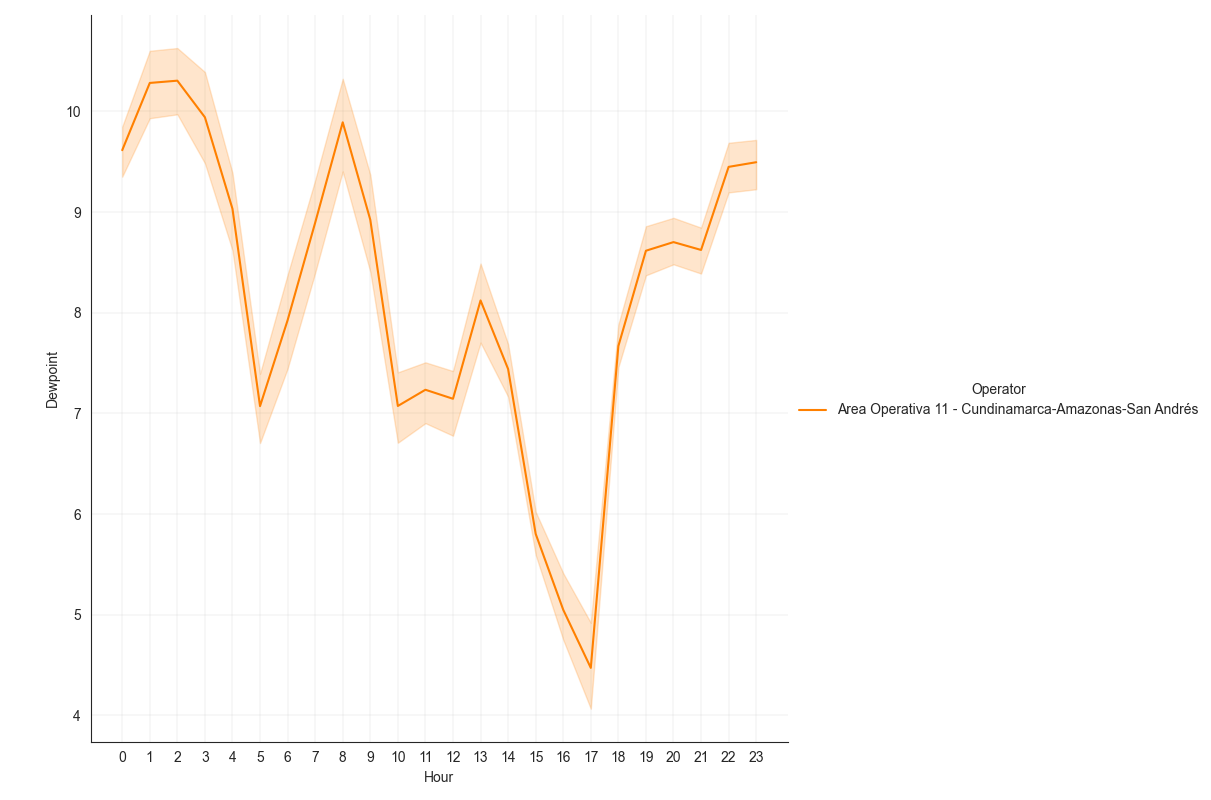 10
9
8
7
6
5
4
Dewpoint
0 1 2 3 4 5 6 7 8 9 10 11 12 13 14 15 16 17 18 19 20 21 22 23
Hour
Operator
Area Operativa 11 - Cundinamarca-Amazonas-San Andrés